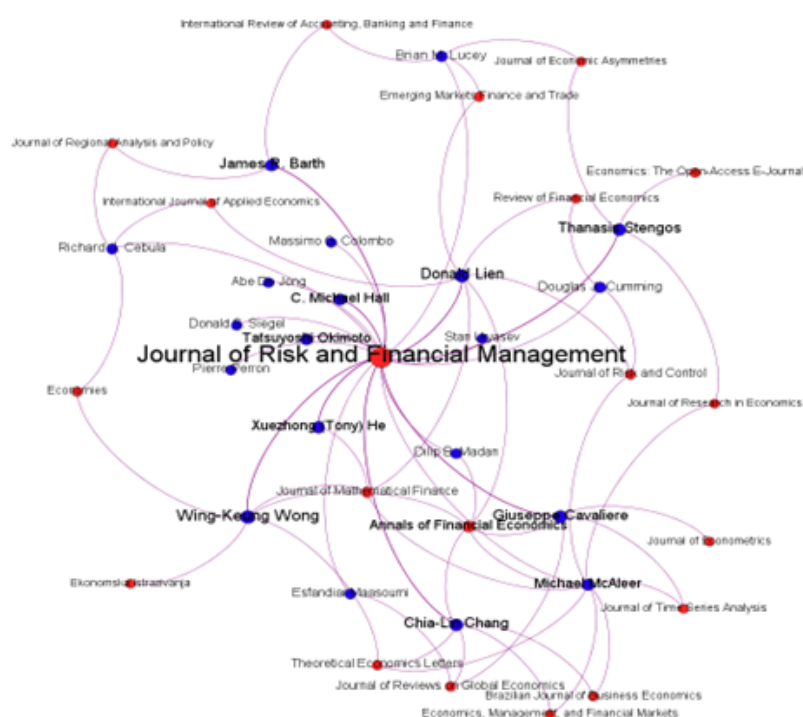 International Review of Accounting, Banking and Finance
Brian M. Lucey
Journal of Economic Asymmetries
Emerging Markets Finance and Trade
Journal of Regional Analysis and Policy
James R. Barth
Economics: The Open-Access E-Journal
International Journal of Applied Economics
Review of Financial Economics
Thanasis Stengos
Massimo G. Colombo
Richard J. Cebula
Donald Lien
Abe De Jong
Douglas J. Cumming
C. Michael Hall
Donald S. Siegel
Tatsuyoshi Okimoto
Stan Uryasev
Journal of Risk and Financial Management
Pierre Perron
Journal of Risk and Control
Economies
Journal of Research in Economics
Xuezhong (Tony) He
Dilip B. Madan
Journal of Mathematical Finance
Wing-Keung Wong
Annals of Financial Economics
Giuseppe Cavaliere
Journal of Econometrics
Ekonomska Istrazivanja
Michael McAleer
Esfandiar Maasoumi
Journal of Time Series Analysis
Chia-Lin Chang
Theoretical Economics Letters
Journal of Reviews on Global Economics
Brazilian Journal of Business Economics
Economics, Management, and Financial Markets